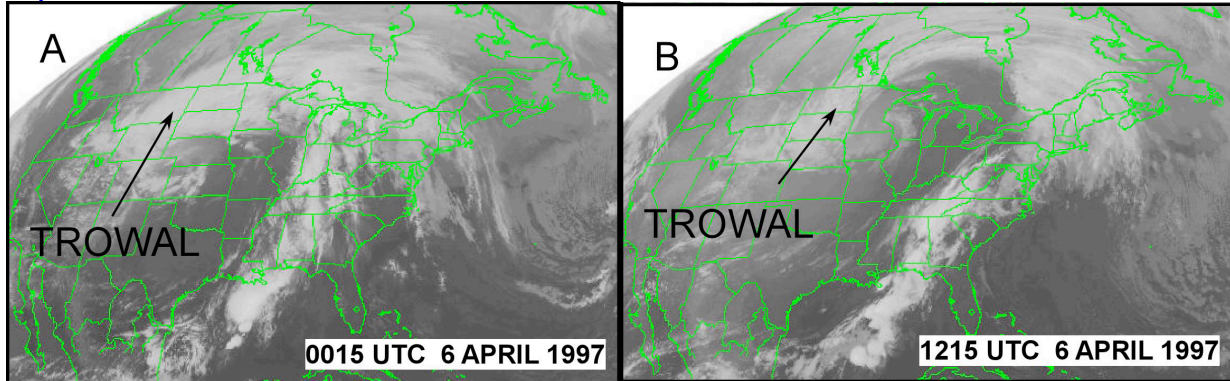 A
TROWAL
0015 UTC 6 APRIL 1997
B
TROWAL
1215 UTC 6 APRIL 1997